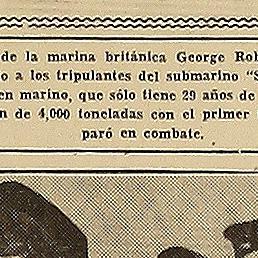 de la marina británica George Rol
o a los tripulantes del submarino "S
en marino, que sólo tiene 29 años de
n de 4,000 toneladas con el primer
paró en combate.